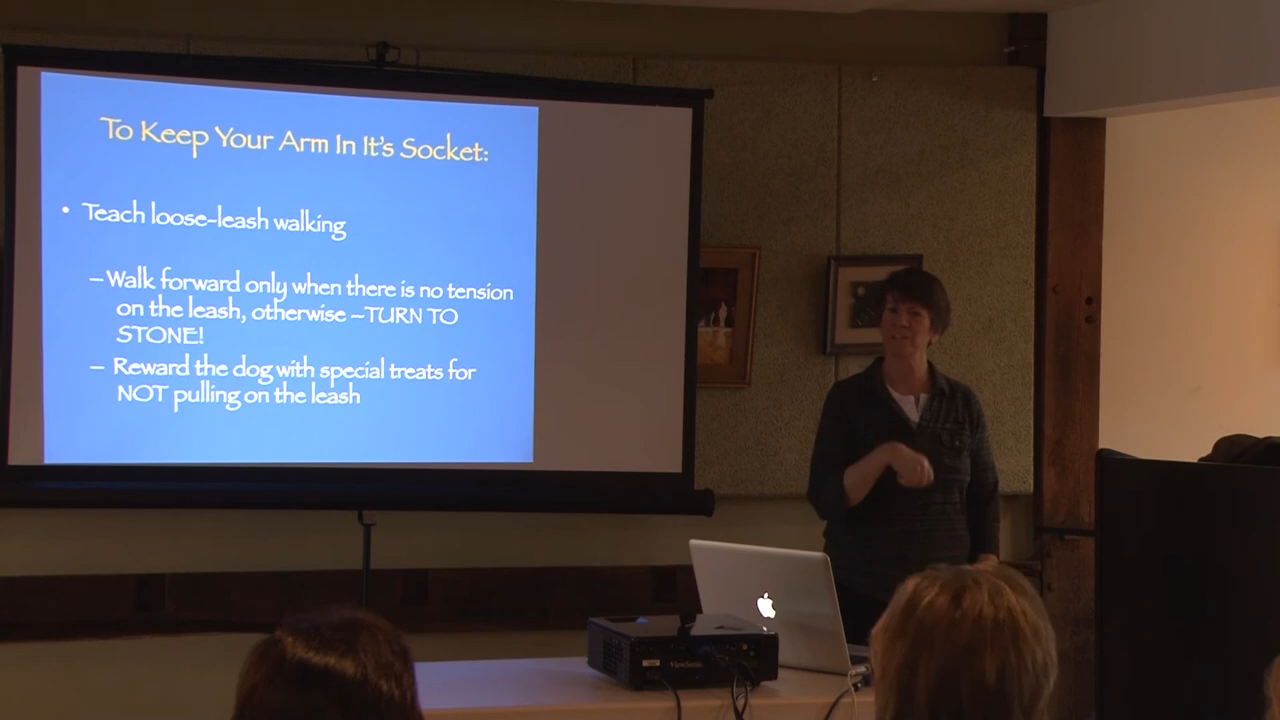 To Keep Your Arm In It's Socket:
• Teach loose-leash walking
– Walk forward only when there is no tension
on the leash, otherwise – TURN TO
STONE!
– Reward the dog with special treats for
NOT pulling on the leash
ViewSonic